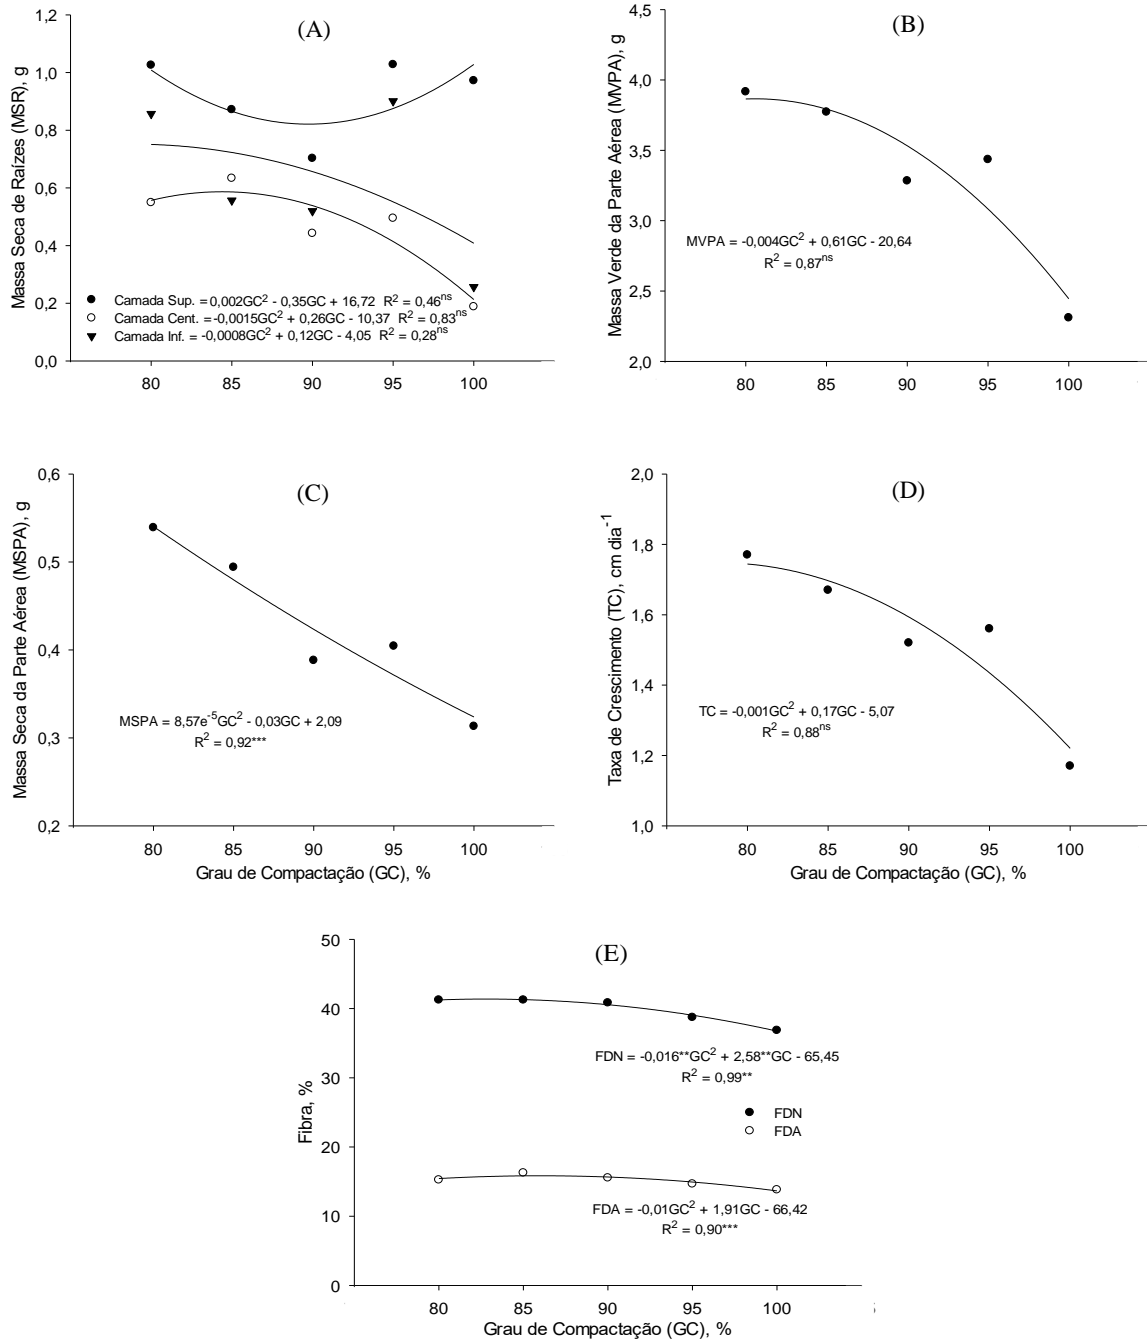 (A)
Massa Seca de Raízes (MSR), g
1,2
1,0
0,8
0,6
0,4
0,2
0,0
Camada Sup. = 0,002GC² - 0,35GC + 16,72 R² = 0,46ⁿˢ
Camada Cent. = -0,0015GC² + 0,26GC - 10,37 R² = 0,83ⁿˢ
Camada Inf. = -0,0008GC² + 0,12GC - 4,05 R² = 0,28ⁿˢ
80 85 90 95 100
(B)
Massa Verde da Parte Aérea (MVPA), g
4,5
4,0
3,5
3,0
2,5
2,0
MVPA = -0,004GC² + 0,61GC - 20,64
R² = 0,87ⁿˢ
80 85 90 95 100
(C)
Massa Seca da Parte Aérea (MSPA), g
0,6
0,5
0,4
0,3
0,2
MSPA = 8,57e⁻⁵GC² - 0,03GC + 2,09
R² = 0,92***
80 85 90 95 100
Grau de Compactação (GC), %
(D)
Taxa de Crescimento (TC), cm dia⁻¹
2,0
1,8
1,6
1,4
1,2
1,0
TC = -0,001GC² + 0,17GC - 5,07
R² = 0,88ⁿˢ
80 85 90 95 100
Grau de Compactação (GC), %
(E)
Fibra, %
50
40
30
20
10
0
FDN = -0,016**GC² + 2,58**GC - 65,45
R² = 0,99**
FDN
FDA
FDA = -0,01GC² + 1,91GC - 66,42
R² = 0,90***
80 85 90 95 100
Grau de Compactação (GC), %